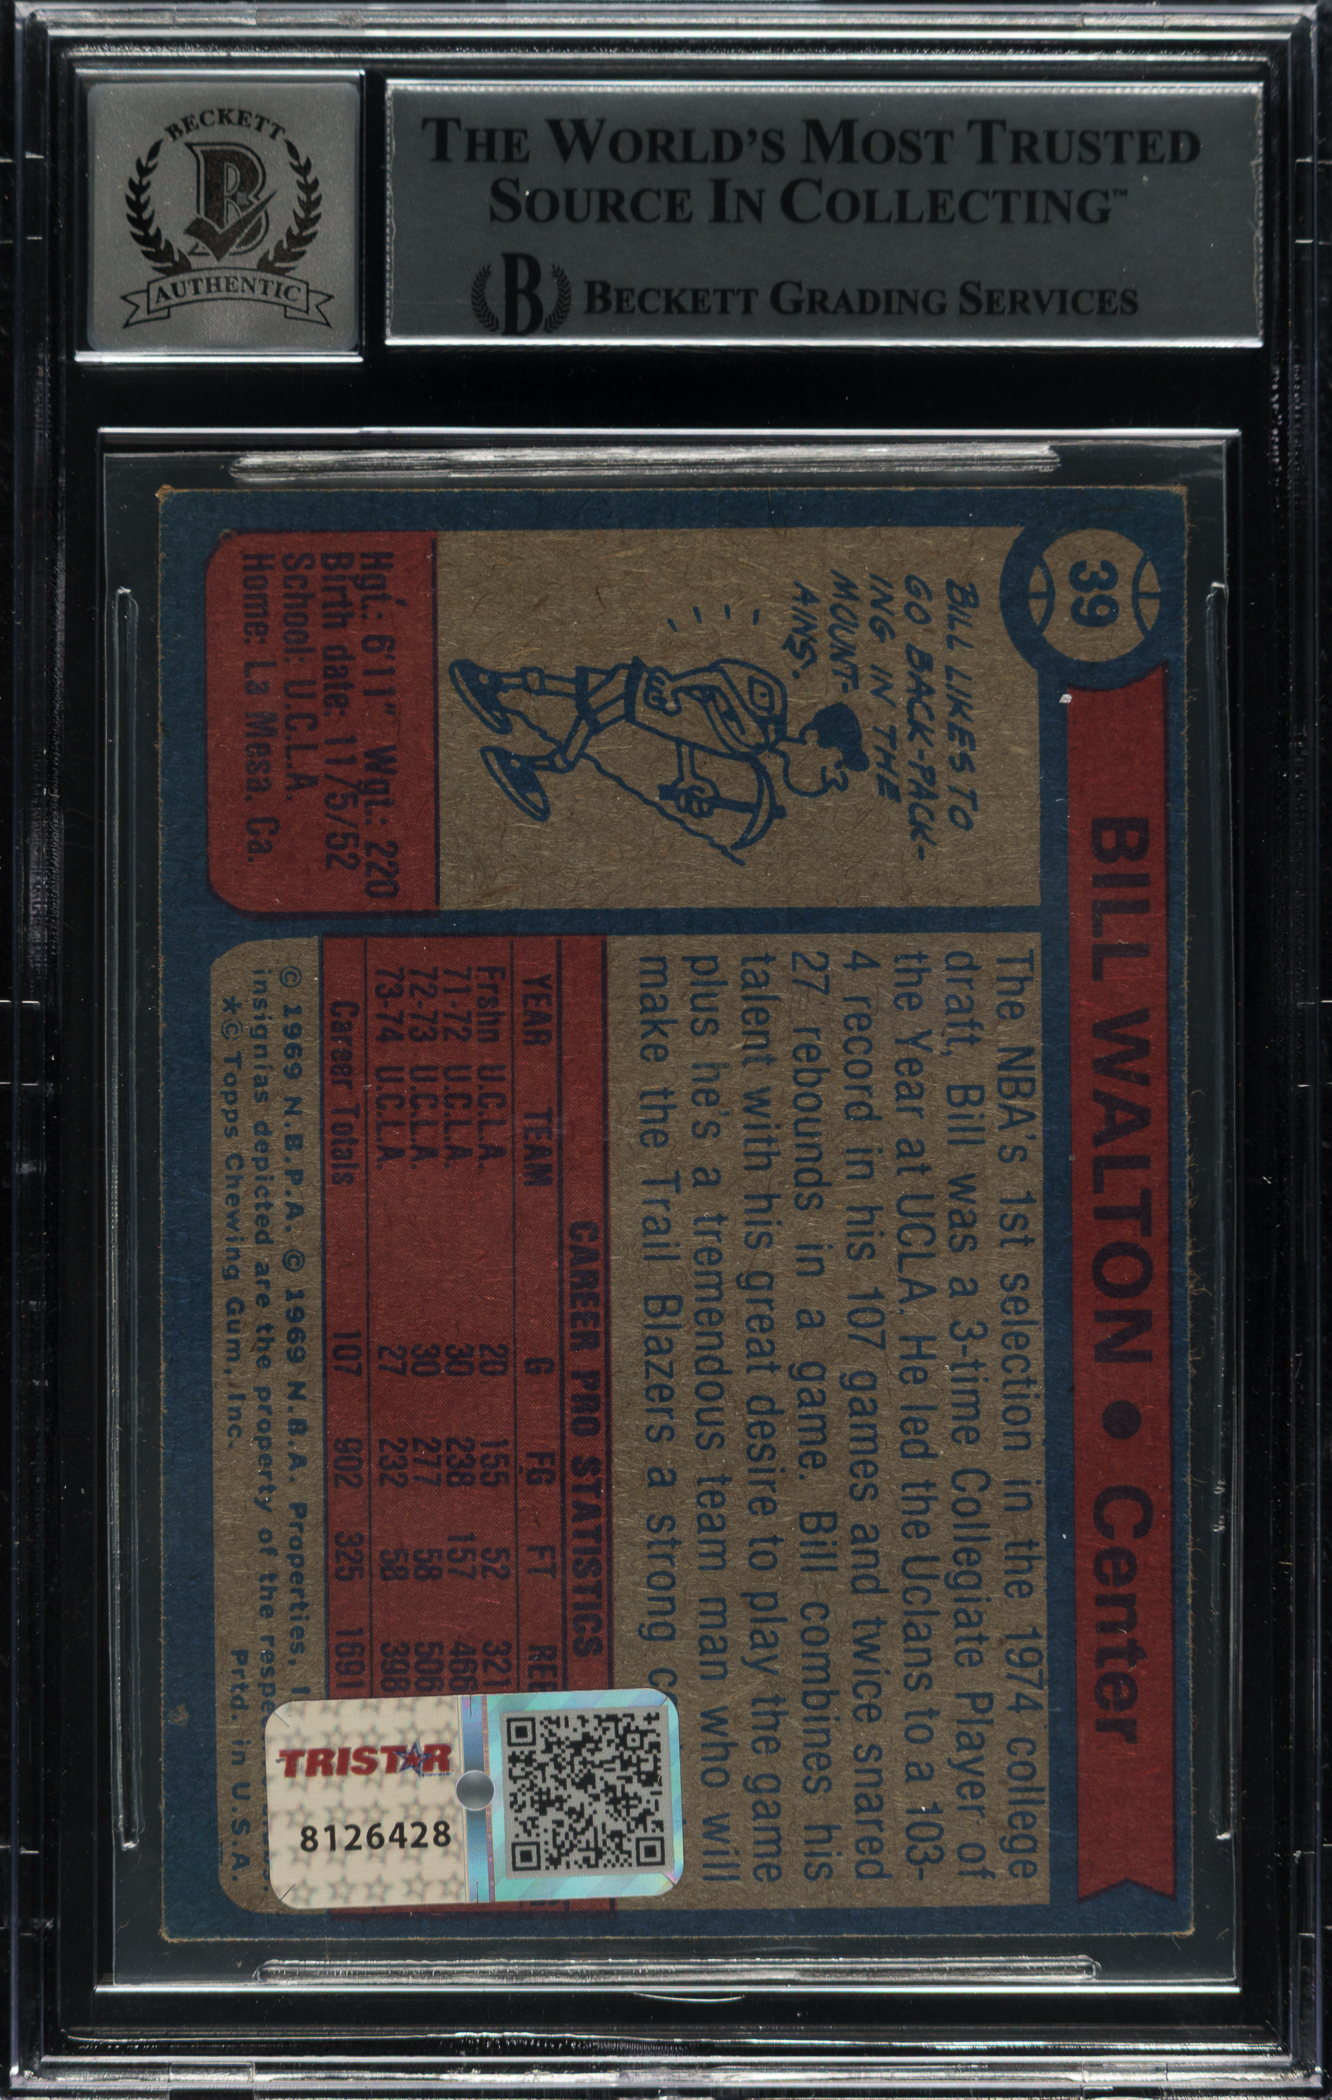 BECKETT
AUTHENTIC
THE WORLD'S MOST TRUSTED
SOURCE IN COLLECTING™
B BECKETT GRADING SERVICES
39
BILL WALTON • Center
BILL LIKES TO
GO BACK-PACK-
ING IN THE
MOUNT-
AINS.
Hgt.: 6'11" Wgt.: 220
Birth date: 11/5/52
School: U.C.L.A.
Home: La Mesa, Ca.
The NBA's 1st selection in the 1974 college
draft, Bill was a 3-time Collegiate Player of
the Year at UCLA. He led the Uclans to a 103-
4 record in his 107 games and twice snared
27 rebounds in a game. Bill combines his
talent with his great desire to play the game
plus he's a tremendous team man who will
make the Trail Blazers a strong
CAREER PRO STATISTICS
YEAR TEAM G FG FT
Frshn U.C.L.A. 20 155 52 321
71-72 U.C.L.A. 30 238 157 466
72-73 U.C.L.A. 30 277 58 506
73-74 U.C.L.A. 27 232 58 398
Career Totals 107 902 325 1691
© 1969 N.B.P.A. © 1969 N.B.A. Properties,
insignias depicted are the property of the
*© Topps Chewing Gum, Inc. Prtd. in U.S.A.
TRISTAR
8126428